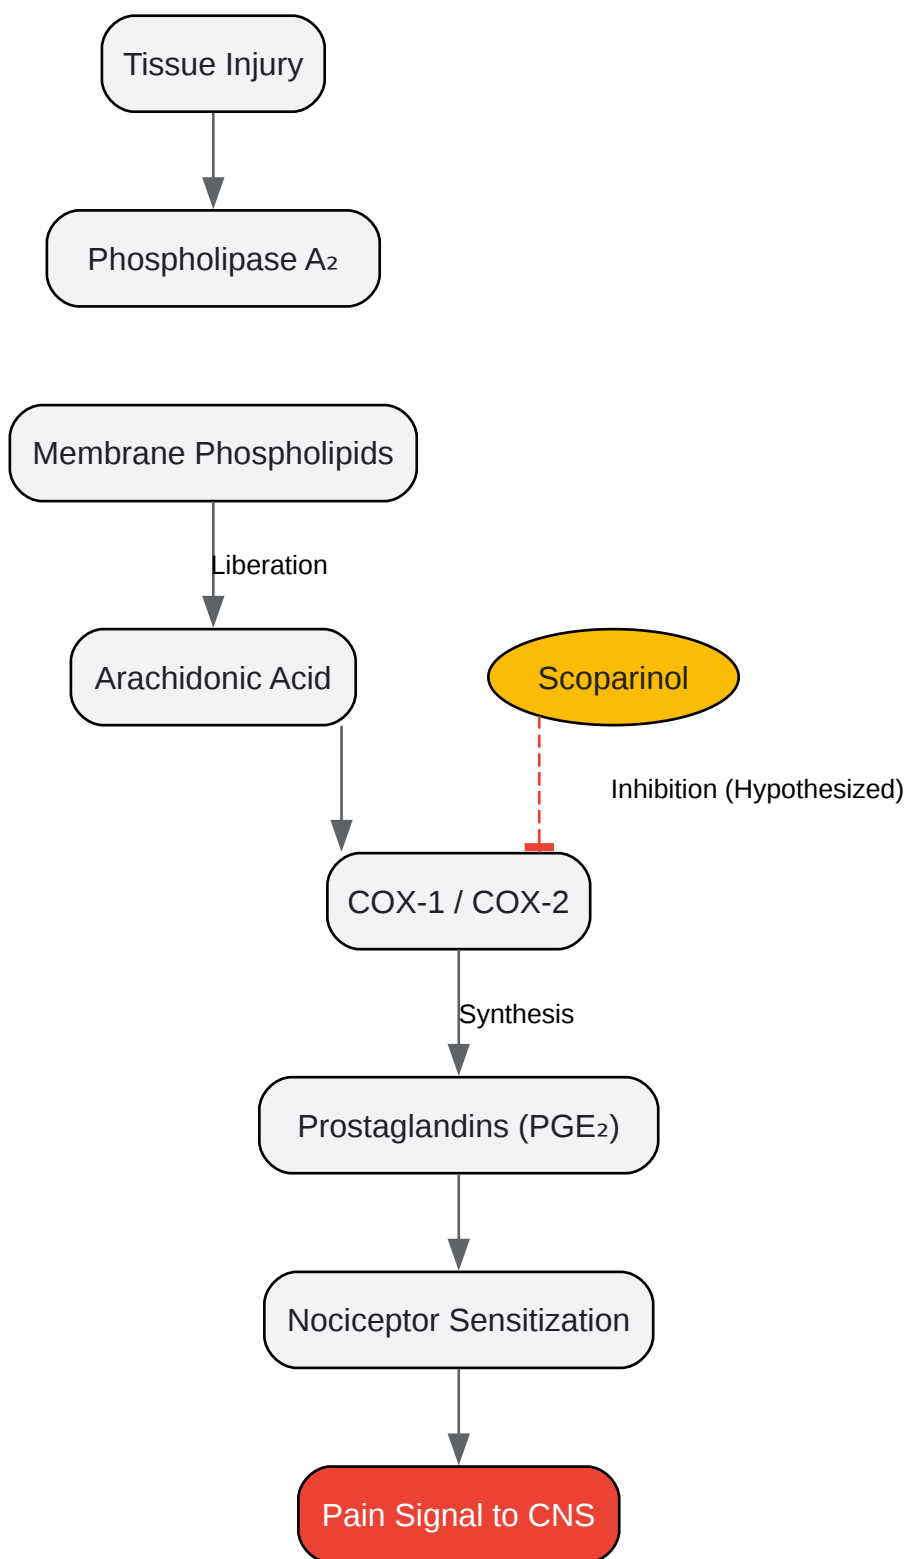 Tissue Injury
Phospholipase A₂
Membrane Phospholipids
Liberation
Arachidonic Acid
Scoparinol
Inhibition (Hypothesized)
COX-1 / COX-2
Synthesis
Prostaglandins (PGE₂)
Nociceptor Sensitization
Pain Signal to CNS